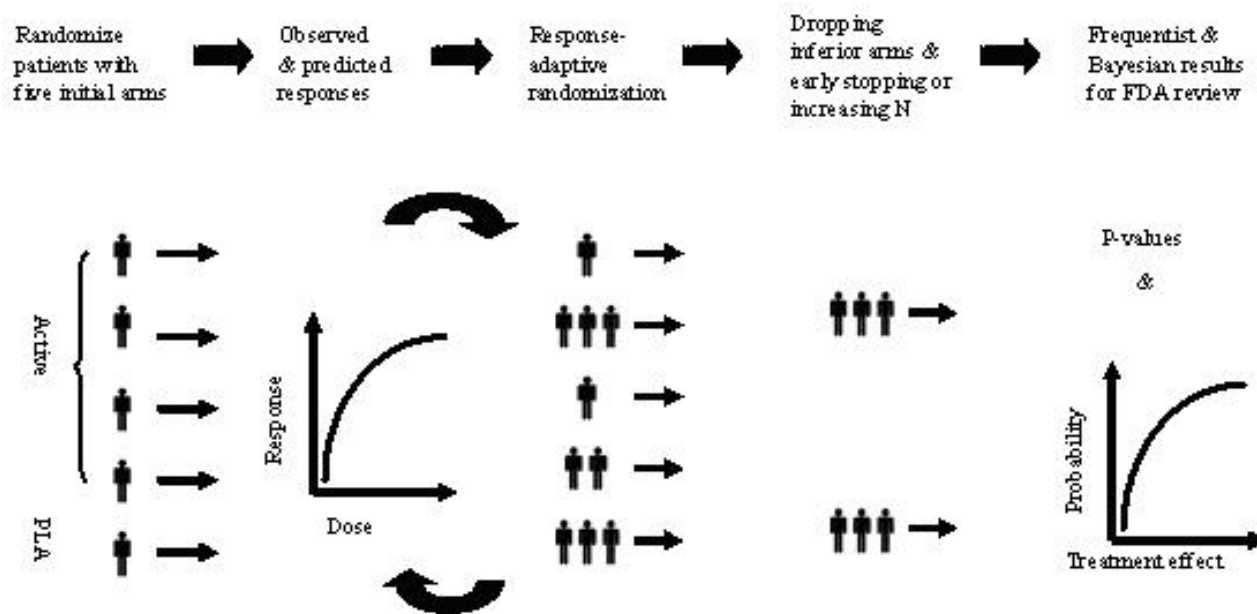 Randomize
patients with
five initial arms
Observed
& predicted
responses
Response-
adaptive
randomization
Dropping
inferior arms &
early stopping or
increasing N
Frequentist &
Bayesian results
for FDA review
Active
PLA
Response
Dose
P-values
&
Probability
Treatment effect